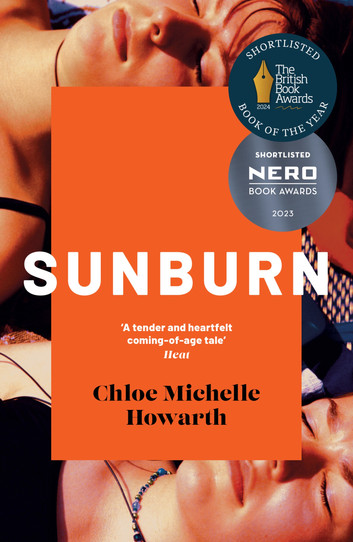 SHORTLISTED
The
British
Book
Awards
2024
BOOK OF THE YEAR
SHORTLISTED
NERO
BOOK AWARDS
2023
SUNBURN
‘A tender and heartfelt
coming-of-age tale’
Heat
Chloe Michelle
Howarth